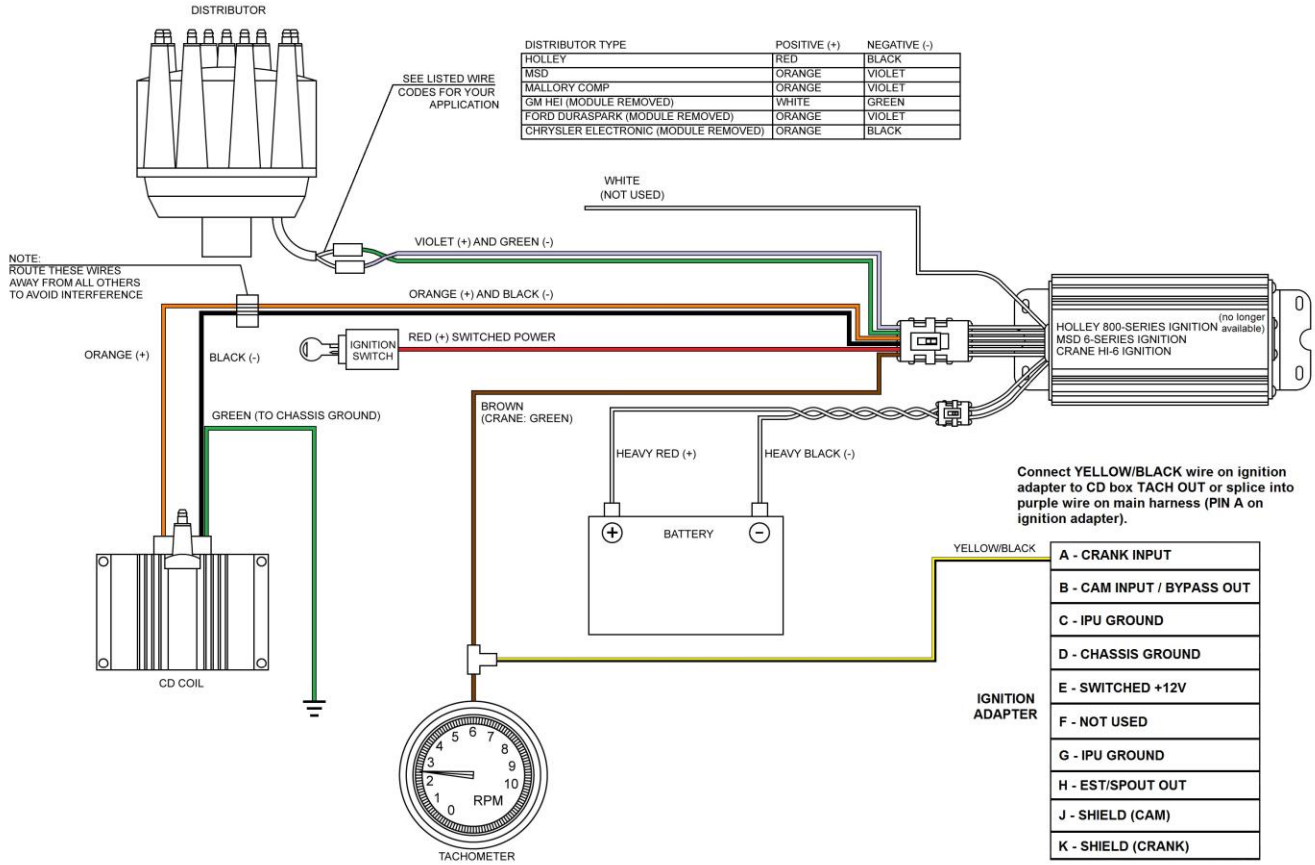 DISTRIBUTOR
DISTRIBUTOR TYPE POSITIVE (+) NEGATIVE (-)
HOLLEY RED BLACK
MSD ORANGE VIOLET
MALLORY COMP ORANGE VIOLET
GM HEI (MODULE REMOVED) WHITE GREEN
FORD DURASPARK (MODULE REMOVED) ORANGE VIOLET
CHRYSLER ELECTRONIC (MODULE REMOVED) ORANGE BLACK
SEE LISTED WIRE
CODES FOR YOUR
APPLICATION
WHITE
(NOT USED)
VIOLET (+) AND GREEN (-)
NOTE:
ROUTE THESE WIRES
AWAY FROM ALL OTHERS
TO AVOID INTERFERENCE
ORANGE (+) AND BLACK (-)
ORANGE (+)
BLACK (-)
IGNITION
SWITCH
RED (+) SWITCHED POWER
HOLLEY 800-SERIES IGNITION (no longer
available)
MSD 6-SERIES IGNITION
CRANE HI-6 IGNITION
GREEN (TO CHASSIS GROUND)
BROWN
(CRANE: GREEN)
HEAVY RED (+)
HEAVY BLACK (-)
+
BATTERY
-
CD COIL
Connect YELLOW/BLACK wire on ignition
adapter to CD box TACH OUT or splice into
purple wire on main harness (PIN A on
ignition adapter).
YELLOW/BLACK
IGNITION
ADAPTER
A - CRANK INPUT
B - CAM INPUT / BYPASS OUT
C - IPU GROUND
D - CHASSIS GROUND
E - SWITCHED +12V
F - NOT USED
G - IPU GROUND
H - EST/SPOUT OUT
J - SHIELD (CAM)
K - SHIELD (CRANK)
0
1
2
3
4
5
6
7
8
9
10
RPM
TACHOMETER